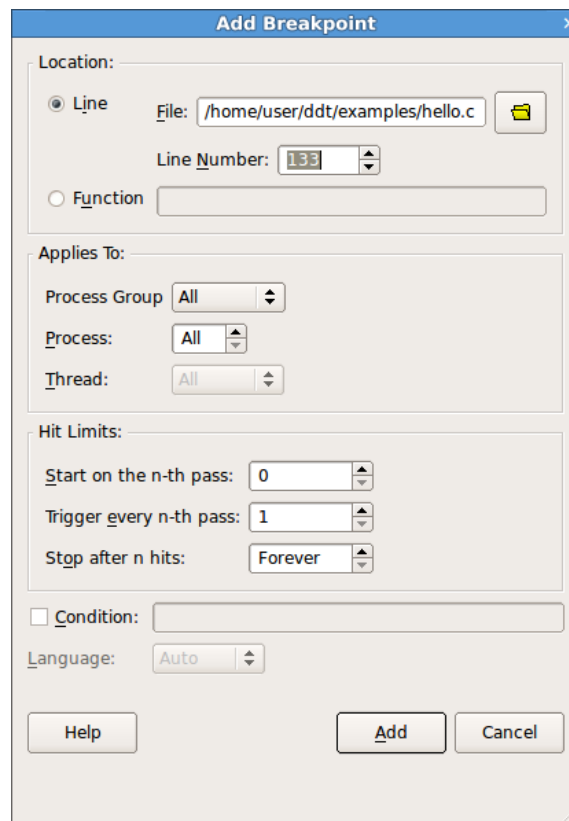 Add Breakpoint
Location:
Line
File: /home/user/ddt/examples/hello.c
Line Number: 133
Function
Applies To:
Process Group All
Process: All
Thread: All
Hit Limits:
Start on the n-th pass: 0
Trigger every n-th pass: 1
Stop after n hits: Forever
Condition:
Language: Auto
Help Add Cancel